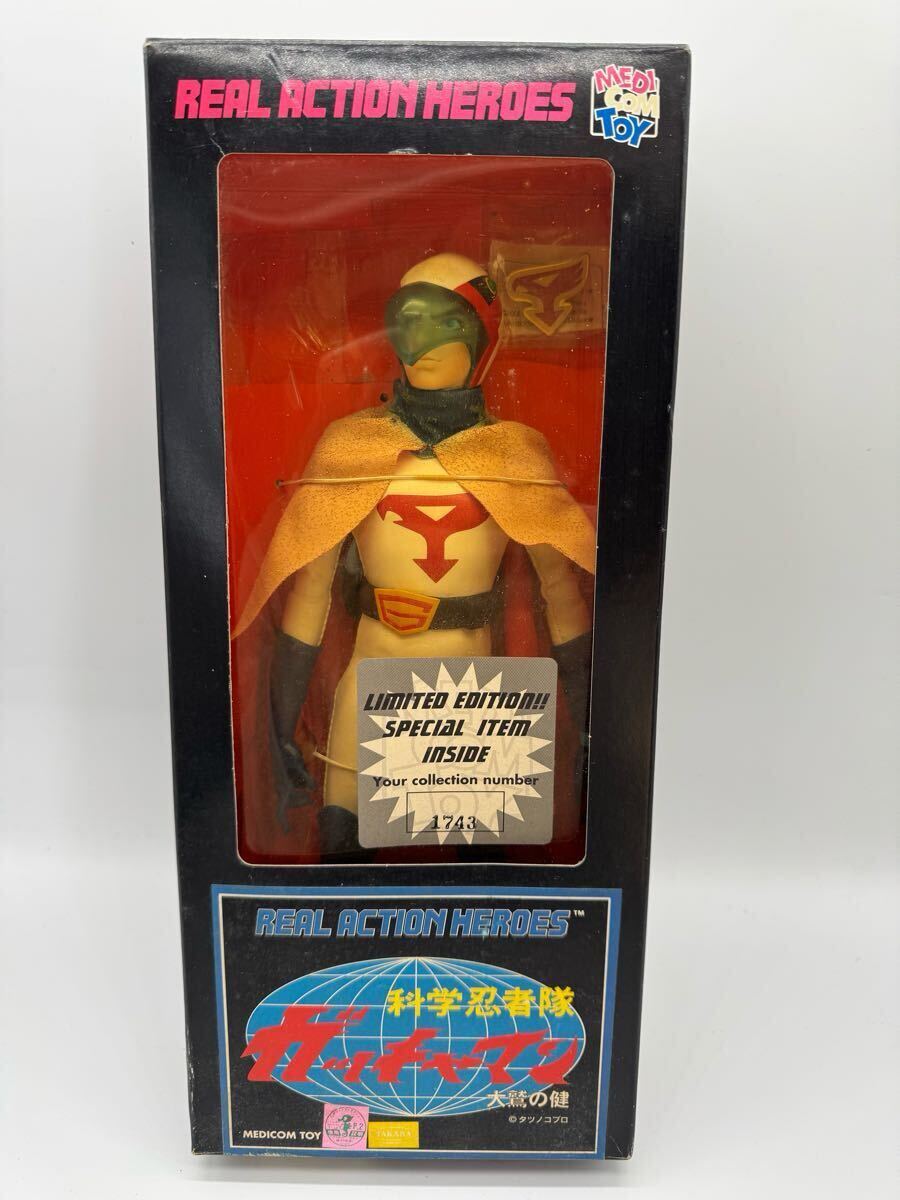 REAL ACTION HEROES
MEDI
COM
TOY
LIMITED EDITION!!
SPECIAL ITEM
INSIDE
Your collection number
1743
REAL ACTION HEROES™
科学忍者隊
ガッチャマン
大鷲の健
©タツノコプロ
MEDICOM TOY
TAKARA